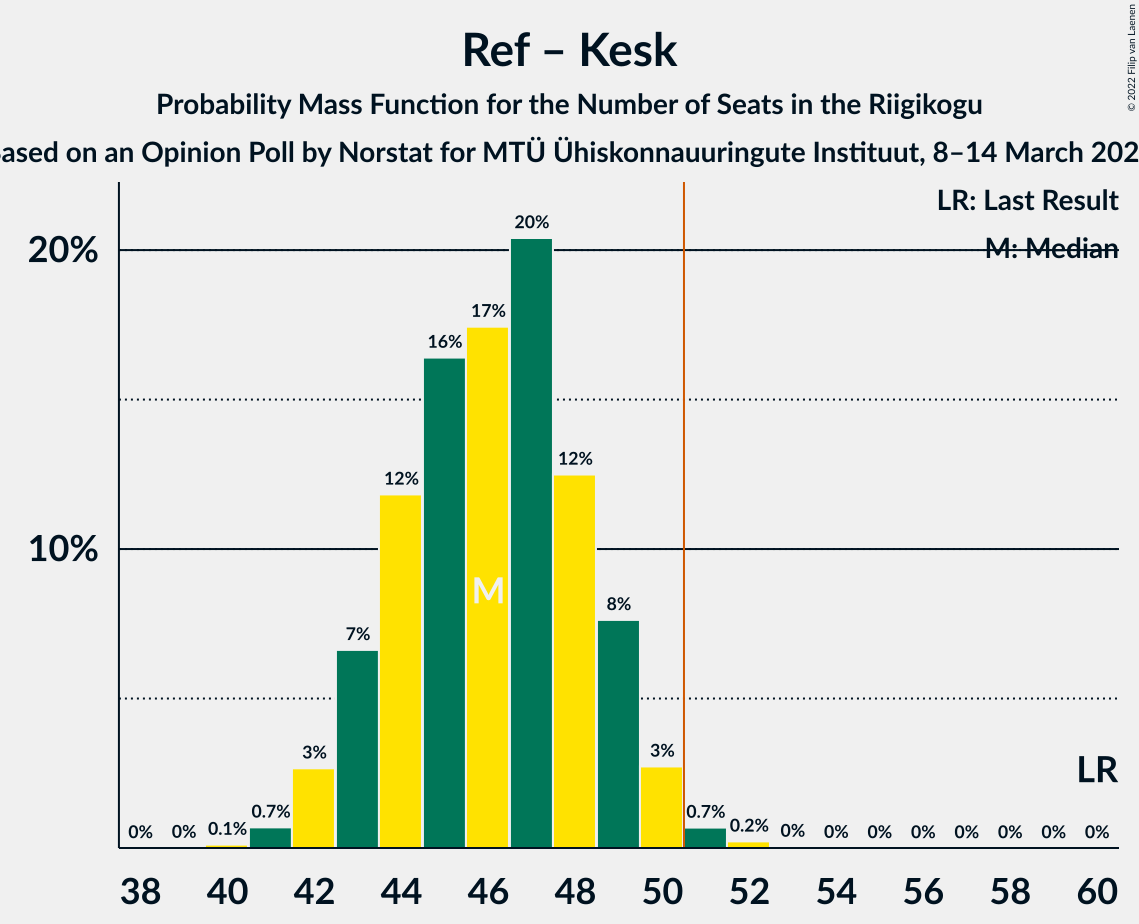 Ref – Kesk
Probability Mass Function for the Number of Seats in the Riigikogu
ased on an Opinion Poll by Norstat for MTÜ Ühiskonnauuringute Instituut, 8–14 March 202
© 2022 Filip van Laenen
LR: Last Result
M: Median
20%
10%
0% 0% 0.1% 0.7% 3% 7% 12% 16% 17% 20% 12% 8% 3% 0.7% 0.2% 0% 0% 0% 0% 0% 0% 0% 0%
M
LR
38 40 42 44 46 48 50 52 54 56 58 60